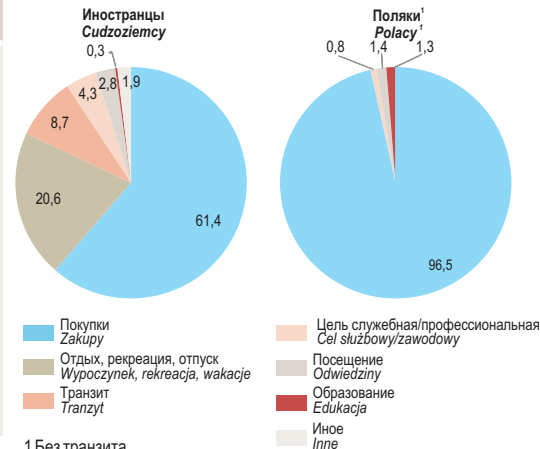 Иностранцы
Cudzoziemcy
0,3
2,8
1,9
4,3
8,7
20,6
61,4
Поляки¹
Polacy¹
0,8
1,4
1,3
96,5
Покупки
Zakupy
Отдых, рекреация, отпуск
Wypoczynek, rekreacja, wakacje
Транзит
Tranzyt
Цель служебная/профессиональная
Cel służbowy/zawodowy
Посещение
Odwiedziny
Образование
Edukacja
Иное
Inne
1 Без транзита